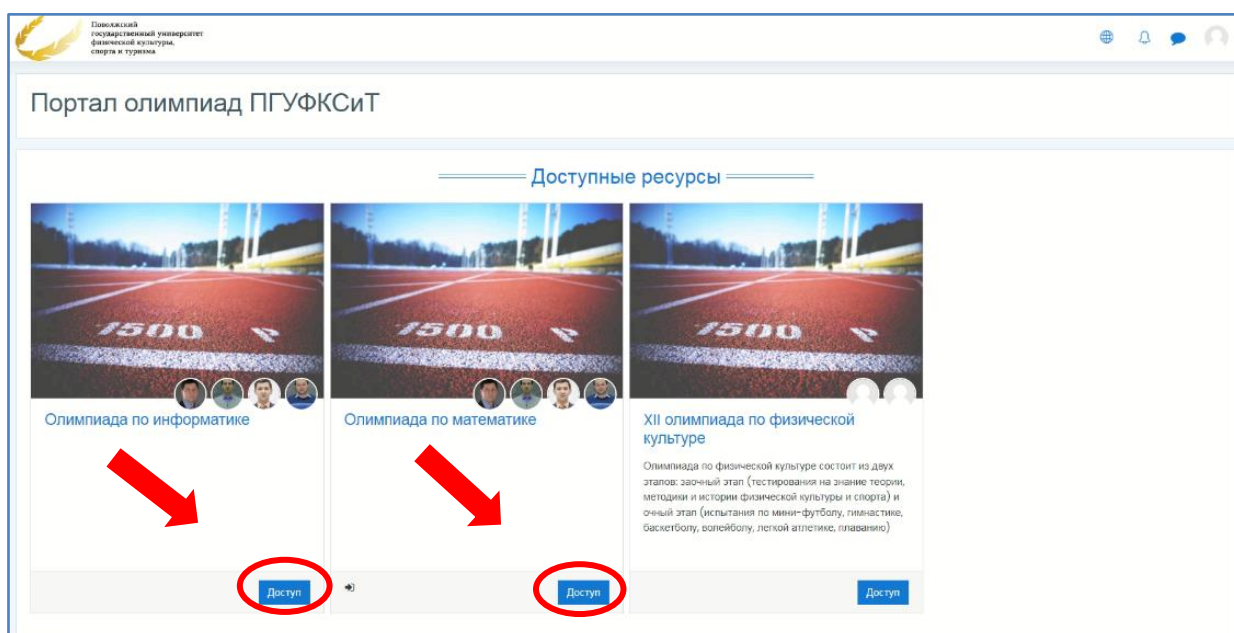 Поволжский
государственный университет
физической культуры,
спорта и туризма
Портал олимпиад ПГУФКСиТ
Доступные ресурсы
1500
1500
1500
Олимпиада по информатике
Доступ
Олимпиада по математике
Доступ
XII олимпиада по физической
культуре
Олимпиада по физической культуре состоит из двух
этапов: заочный этап (тестирования на знание теории,
методики и истории физической культуры и спорта) и
очный этап (испытания по мини-футболу, гимнастике,
баскетболу, волейболу, легкой атлетике, плаванию)
Доступ